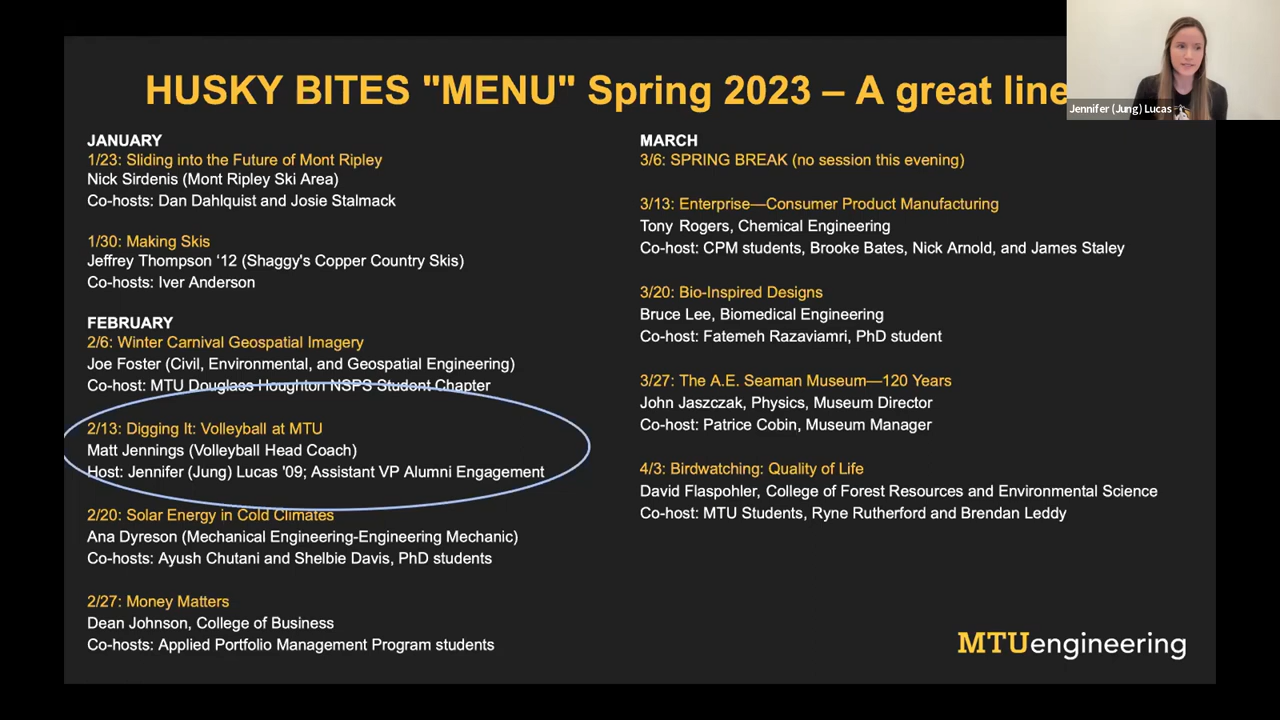 HUSKY BITES "MENU" Spring 2023 – A great line
Jennifer (Jung) Lucas
JANUARY
1/23: Sliding into the Future of Mont Ripley
Nick Sirdenis (Mont Ripley Ski Area)
Co-hosts: Dan Dahlquist and Josie Stalmack
1/30: Making Skis
Jeffrey Thompson ‘12 (Shaggy's Copper Country Skis)
Co-hosts: Iver Anderson
FEBRUARY
2/6: Winter Carnival Geospatial Imagery
Joe Foster (Civil, Environmental, and Geospatial Engineering)
Co-host: MTU Douglass Houghton NSPS Student Chapter
2/13: Digging It: Volleyball at MTU
Matt Jennings (Volleyball Head Coach)
Host: Jennifer (Jung) Lucas '09; Assistant VP Alumni Engagement
2/20: Solar Energy in Cold Climates
Ana Dyreson (Mechanical Engineering-Engineering Mechanic)
Co-hosts: Ayush Chutani and Shelbie Davis, PhD students
2/27: Money Matters
Dean Johnson, College of Business
Co-hosts: Applied Portfolio Management Program students
MARCH
3/6: SPRING BREAK (no session this evening)
3/13: Enterprise—Consumer Product Manufacturing
Tony Rogers, Chemical Engineering
Co-host: CPM students, Brooke Bates, Nick Arnold, and James Staley
3/20: Bio-Inspired Designs
Bruce Lee, Biomedical Engineering
Co-host: Fatemeh Razaviamri, PhD student
3/27: The A.E. Seaman Museum—120 Years
John Jaszczak, Physics, Museum Director
Co-host: Patrice Cobin, Museum Manager
4/3: Birdwatching: Quality of Life
David Flaspohler, College of Forest Resources and Environmental Science
Co-host: MTU Students, Ryne Rutherford and Brendan Leddy
MTUengineering